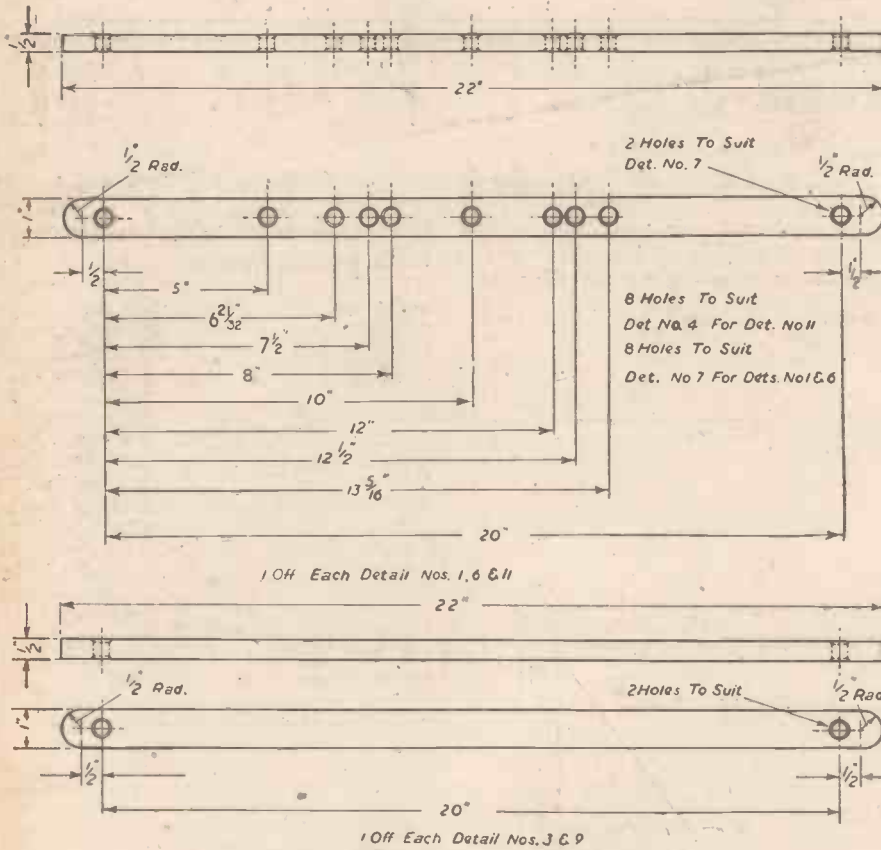 1/2"
22"
1/2" Rad.
2 Holes To Suit
Det. No. 7
1/2" Rad.
1"
1/2"
1/2"
5"
6 21/32"
7 1/2"
8"
10"
12"
12 1/2"
13 5/16"
20"
8 Holes To Suit
Det No. 4 For Det. No 11
8 Holes To Suit
Det. No 7 For Dets. No 1 & 6
1 Off Each Detail Nos. 1, 6 & 11
22"
1/2"
1/2" Rad.
2 Holes To Suit
1/2" Rad
1"
1/2"
1/2"
20"
1 Off Each Detail Nos. 3 & 9